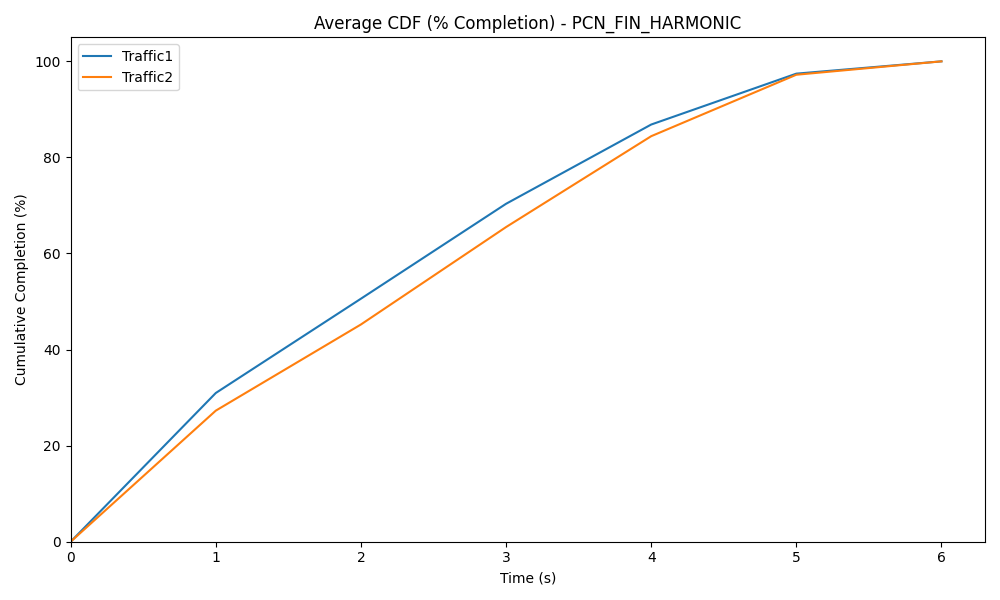 Average CDF (% Completion) - PCN_FIN_HARMONIC
Traffic1
Traffic2
100
80
60
40
20
0
Cumulative Completion (%)
0 1 2 3 4 5 6
Time (s)